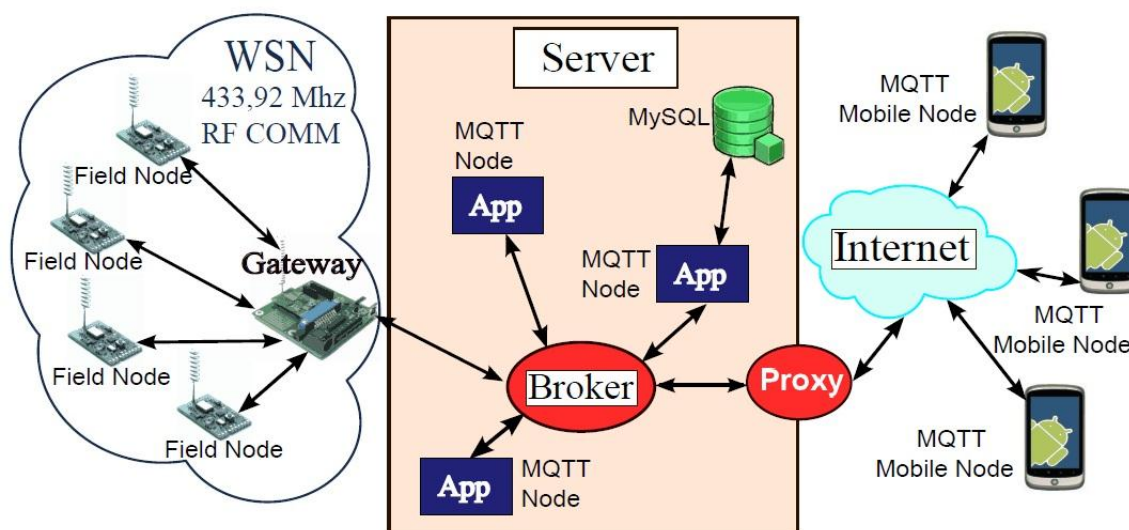 WSN
433,92 Mhz
RF COMM
Field Node
Field Node
Gateway
Field Node
Field Node
Server
MySQL
MQTT
Node
App
MQTT
Node
App
Broker
Proxy
App
MQTT
Node
MQTT
Mobile Node
Internet
MQTT
Mobile Node
MQTT
Mobile Node